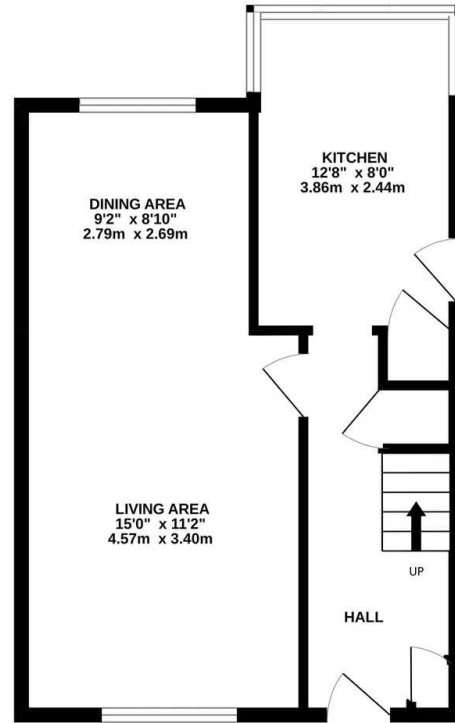 KITCHEN
12'8" x 8'0"
3.86m x 2.44m
DINING AREA
9'2" x 8'10"
2.79m x 2.69m
LIVING AREA
15'0" x 11'2"
4.57m x 3.40m
UP
HALL